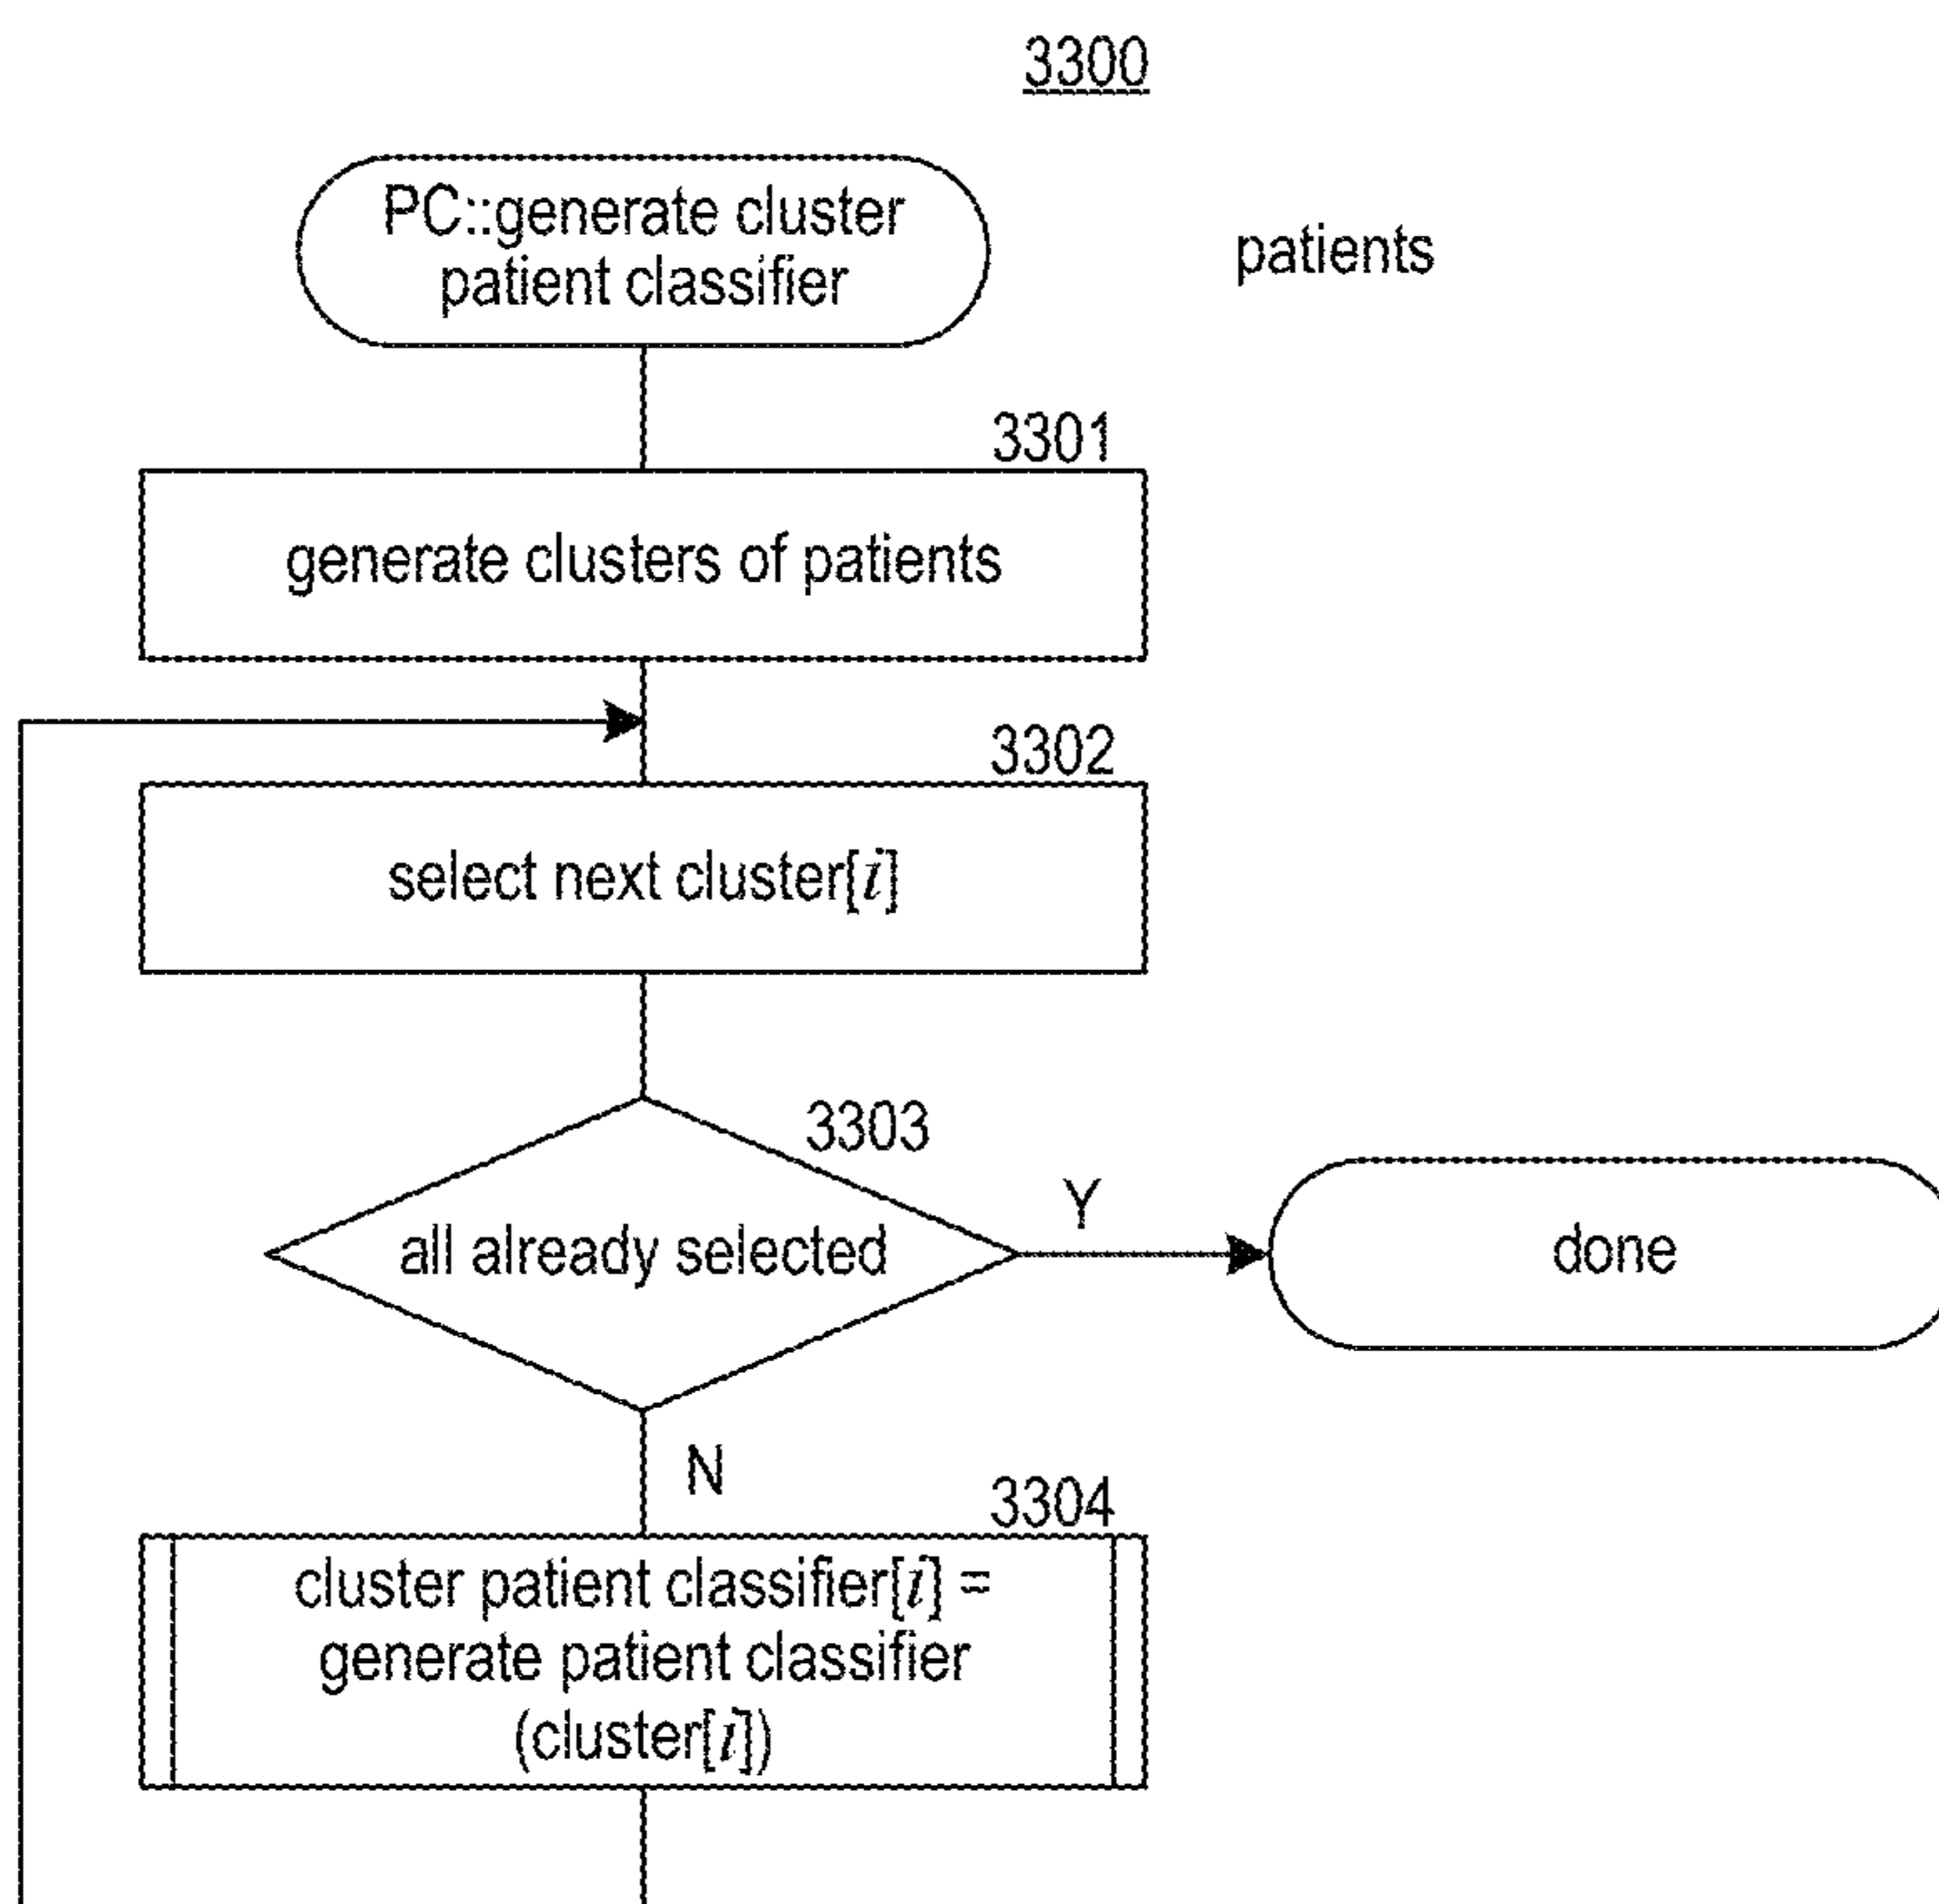 3300
PC::generate cluster
patient classifier
patients
3301
generate clusters of patients
3302
select next cluster[i]
3303
all already selected
Y
done
N
3304
cluster patient classifier[i] =
generate patient classifier
(cluster[i])